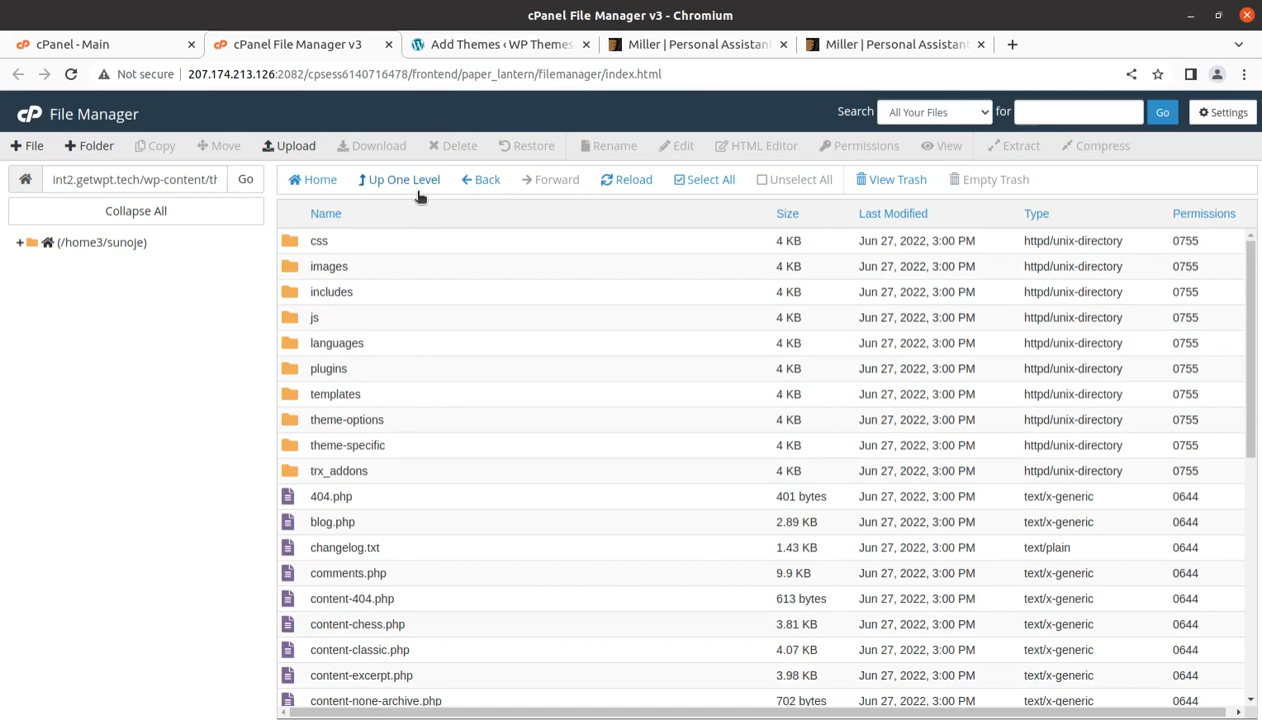 cPanel File Manager v3 - Chromium
cPanel - Main
cPanel File Manager v3
Add Themes ‹ WP Themes
Miller | Personal Assistan
Miller | Personal Assistan
Not secure
207.174.213.126:2082/cpsess6140716478/frontend/paper_lantern/filemanager/index.html
cP File Manager
Search
All Your Files
for
Go
Settings
File
Folder
Copy
Move
Upload
Download
Delete
Restore
Rename
Edit
HTML Editor
Permissions
View
Extract
Compress
int2.getwpt.tech/wp-content/th
Go
Collapse All
(/home3/sunoje)
Home
Up One Level
Back
Forward
Reload
Select All
Unselect All
View Trash
Empty Trash
Name Size Last Modified Type Permissions
css 4 KB Jun 27, 2022, 3:00 PM httpd/unix-directory 0755
images 4 KB Jun 27, 2022, 3:00 PM httpd/unix-directory 0755
includes 4 KB Jun 27, 2022, 3:00 PM httpd/unix-directory 0755
js 4 KB Jun 27, 2022, 3:00 PM httpd/unix-directory 0755
languages 4 KB Jun 27, 2022, 3:00 PM httpd/unix-directory 0755
plugins 4 KB Jun 27, 2022, 3:00 PM httpd/unix-directory 0755
templates 4 KB Jun 27, 2022, 3:00 PM httpd/unix-directory 0755
theme-options 4 KB Jun 27, 2022, 3:00 PM httpd/unix-directory 0755
theme-specific 4 KB Jun 27, 2022, 3:00 PM httpd/unix-directory 0755
trx_addons 4 KB Jun 27, 2022, 3:00 PM httpd/unix-directory 0755
404.php 401 bytes Jun 27, 2022, 3:00 PM text/x-generic 0644
blog.php 2.89 KB Jun 27, 2022, 3:00 PM text/x-generic 0644
changelog.txt 1.43 KB Jun 27, 2022, 3:00 PM text/plain 0644
comments.php 9.9 KB Jun 27, 2022, 3:00 PM text/x-generic 0644
content-404.php 613 bytes Jun 27, 2022, 3:00 PM text/x-generic 0644
content-chess.php 3.81 KB Jun 27, 2022, 3:00 PM text/x-generic 0644
content-classic.php 4.07 KB Jun 27, 2022, 3:00 PM text/x-generic 0644
content-excerpt.php 3.98 KB Jun 27, 2022, 3:00 PM text/x-generic 0644
content-none-archive.php 702 bytes Jun 27, 2022, 3:00 PM text/x-generic 0644